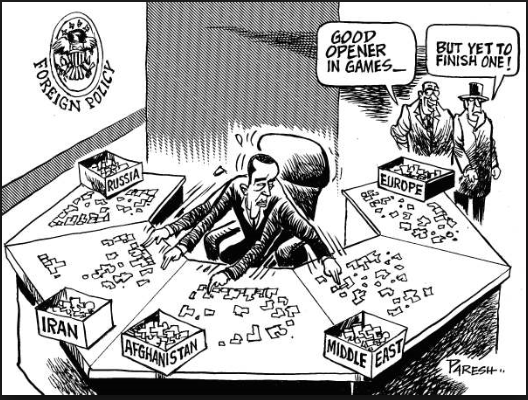 FOREIGN POLICY
GOOD
OPENER
IN GAMES_
BUT YET TO
FINISH ONE!
RUSSIA
EUROPE
IRAN
AFGHANISTAN
MIDDLE EAST
PARESH..